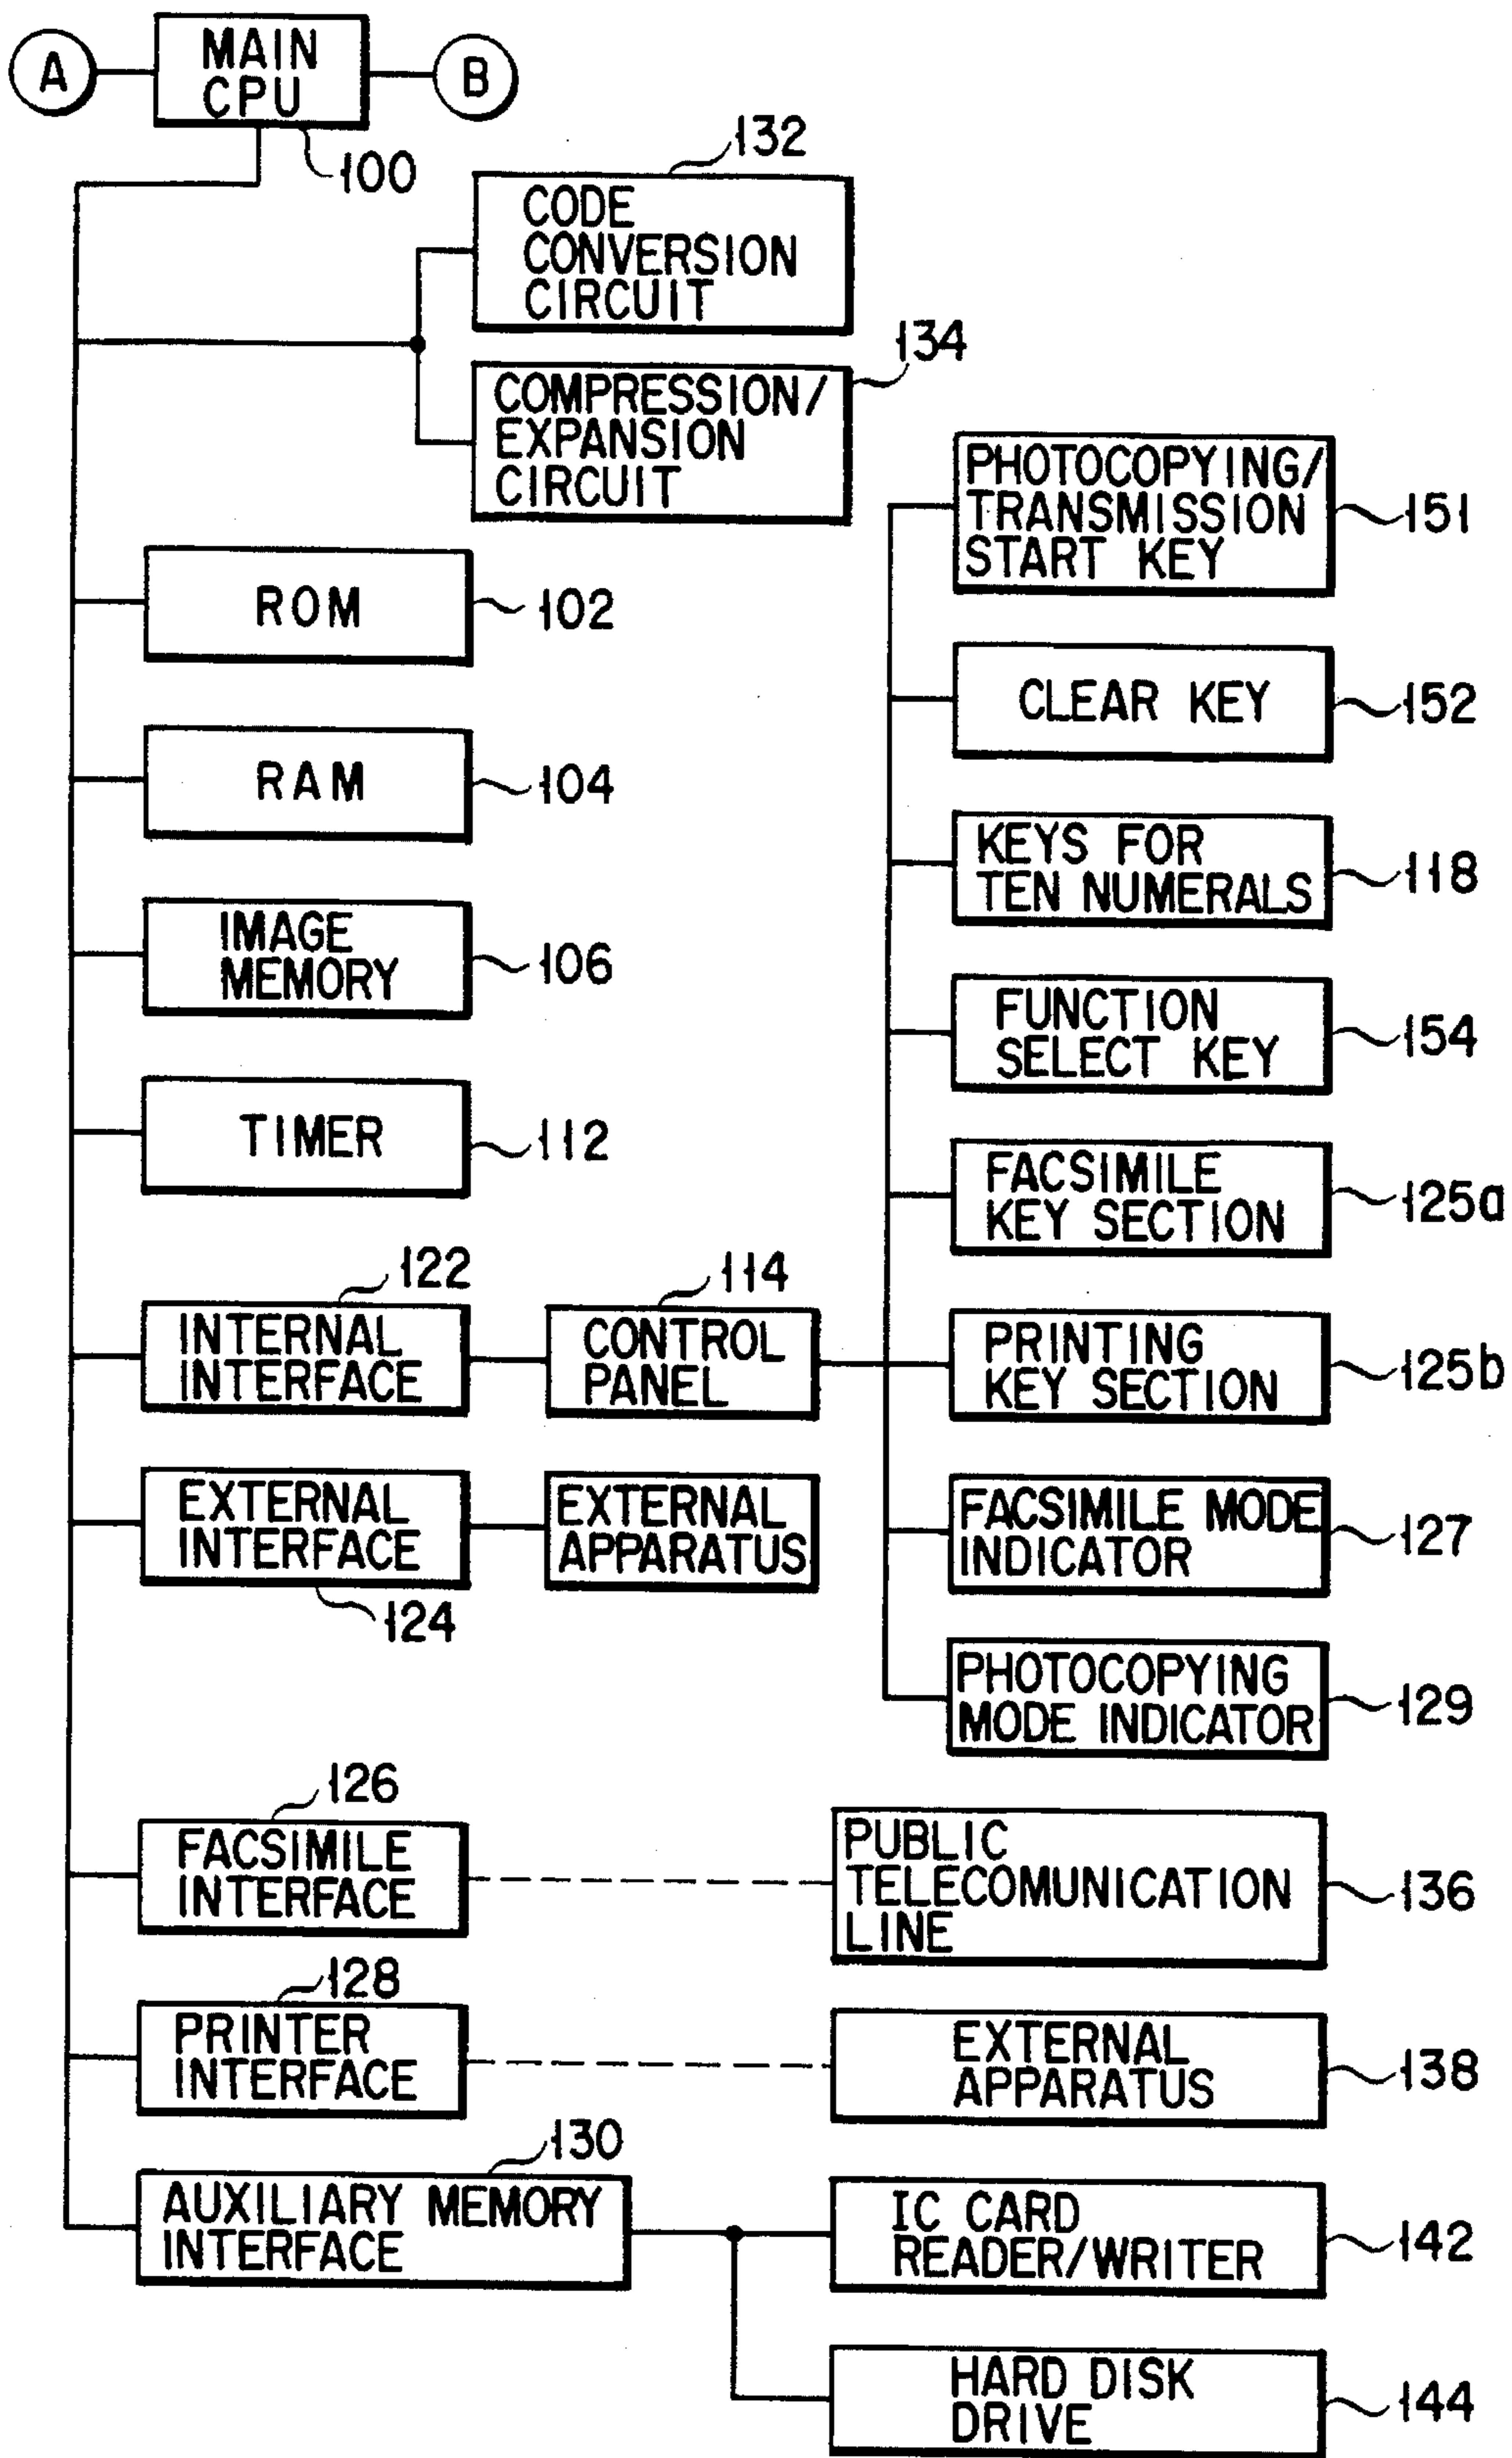 A
MAIN
CPU
B
100
132
CODE
CONVERSION
CIRCUIT
134
COMPRESSION/
EXPANSION
CIRCUIT
PHOTOCOPYING/
TRANSMISSION
START KEY
151
ROM
102
CLEAR KEY
152
RAM
104
KEYS FOR
TEN NUMERALS
118
IMAGE
MEMORY
106
FUNCTION
SELECT KEY
154
TIMER
112
FACSIMILE
KEY SECTION
125a
122
INTERNAL
INTERFACE
114
CONTROL
PANEL
PRINTING
KEY SECTION
125b
EXTERNAL
INTERFACE
124
EXTERNAL
APPARATUS
FACSIMILE MODE
INDICATOR
127
PHOTOCOPYING
MODE INDICATOR
129
126
FACSIMILE
INTERFACE
PUBLIC
TELECOMUNICATION
LINE
136
128
PRINTER
INTERFACE
EXTERNAL
APPARATUS
138
130
AUXILIARY MEMORY
INTERFACE
IC CARD
READER/WRITER
142
HARD DISK
DRIVE
144